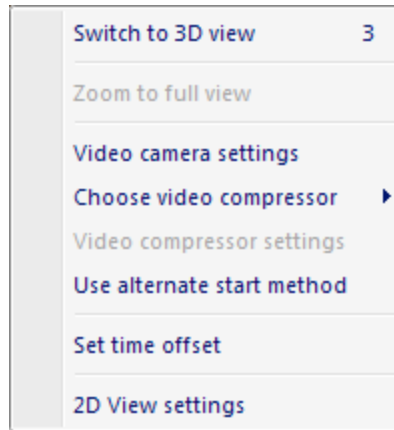 Switch to 3D view 3
Zoom to full view
Video camera settings
Choose video compressor
Video compressor settings
Use alternate start method
Set time offset
2D View settings